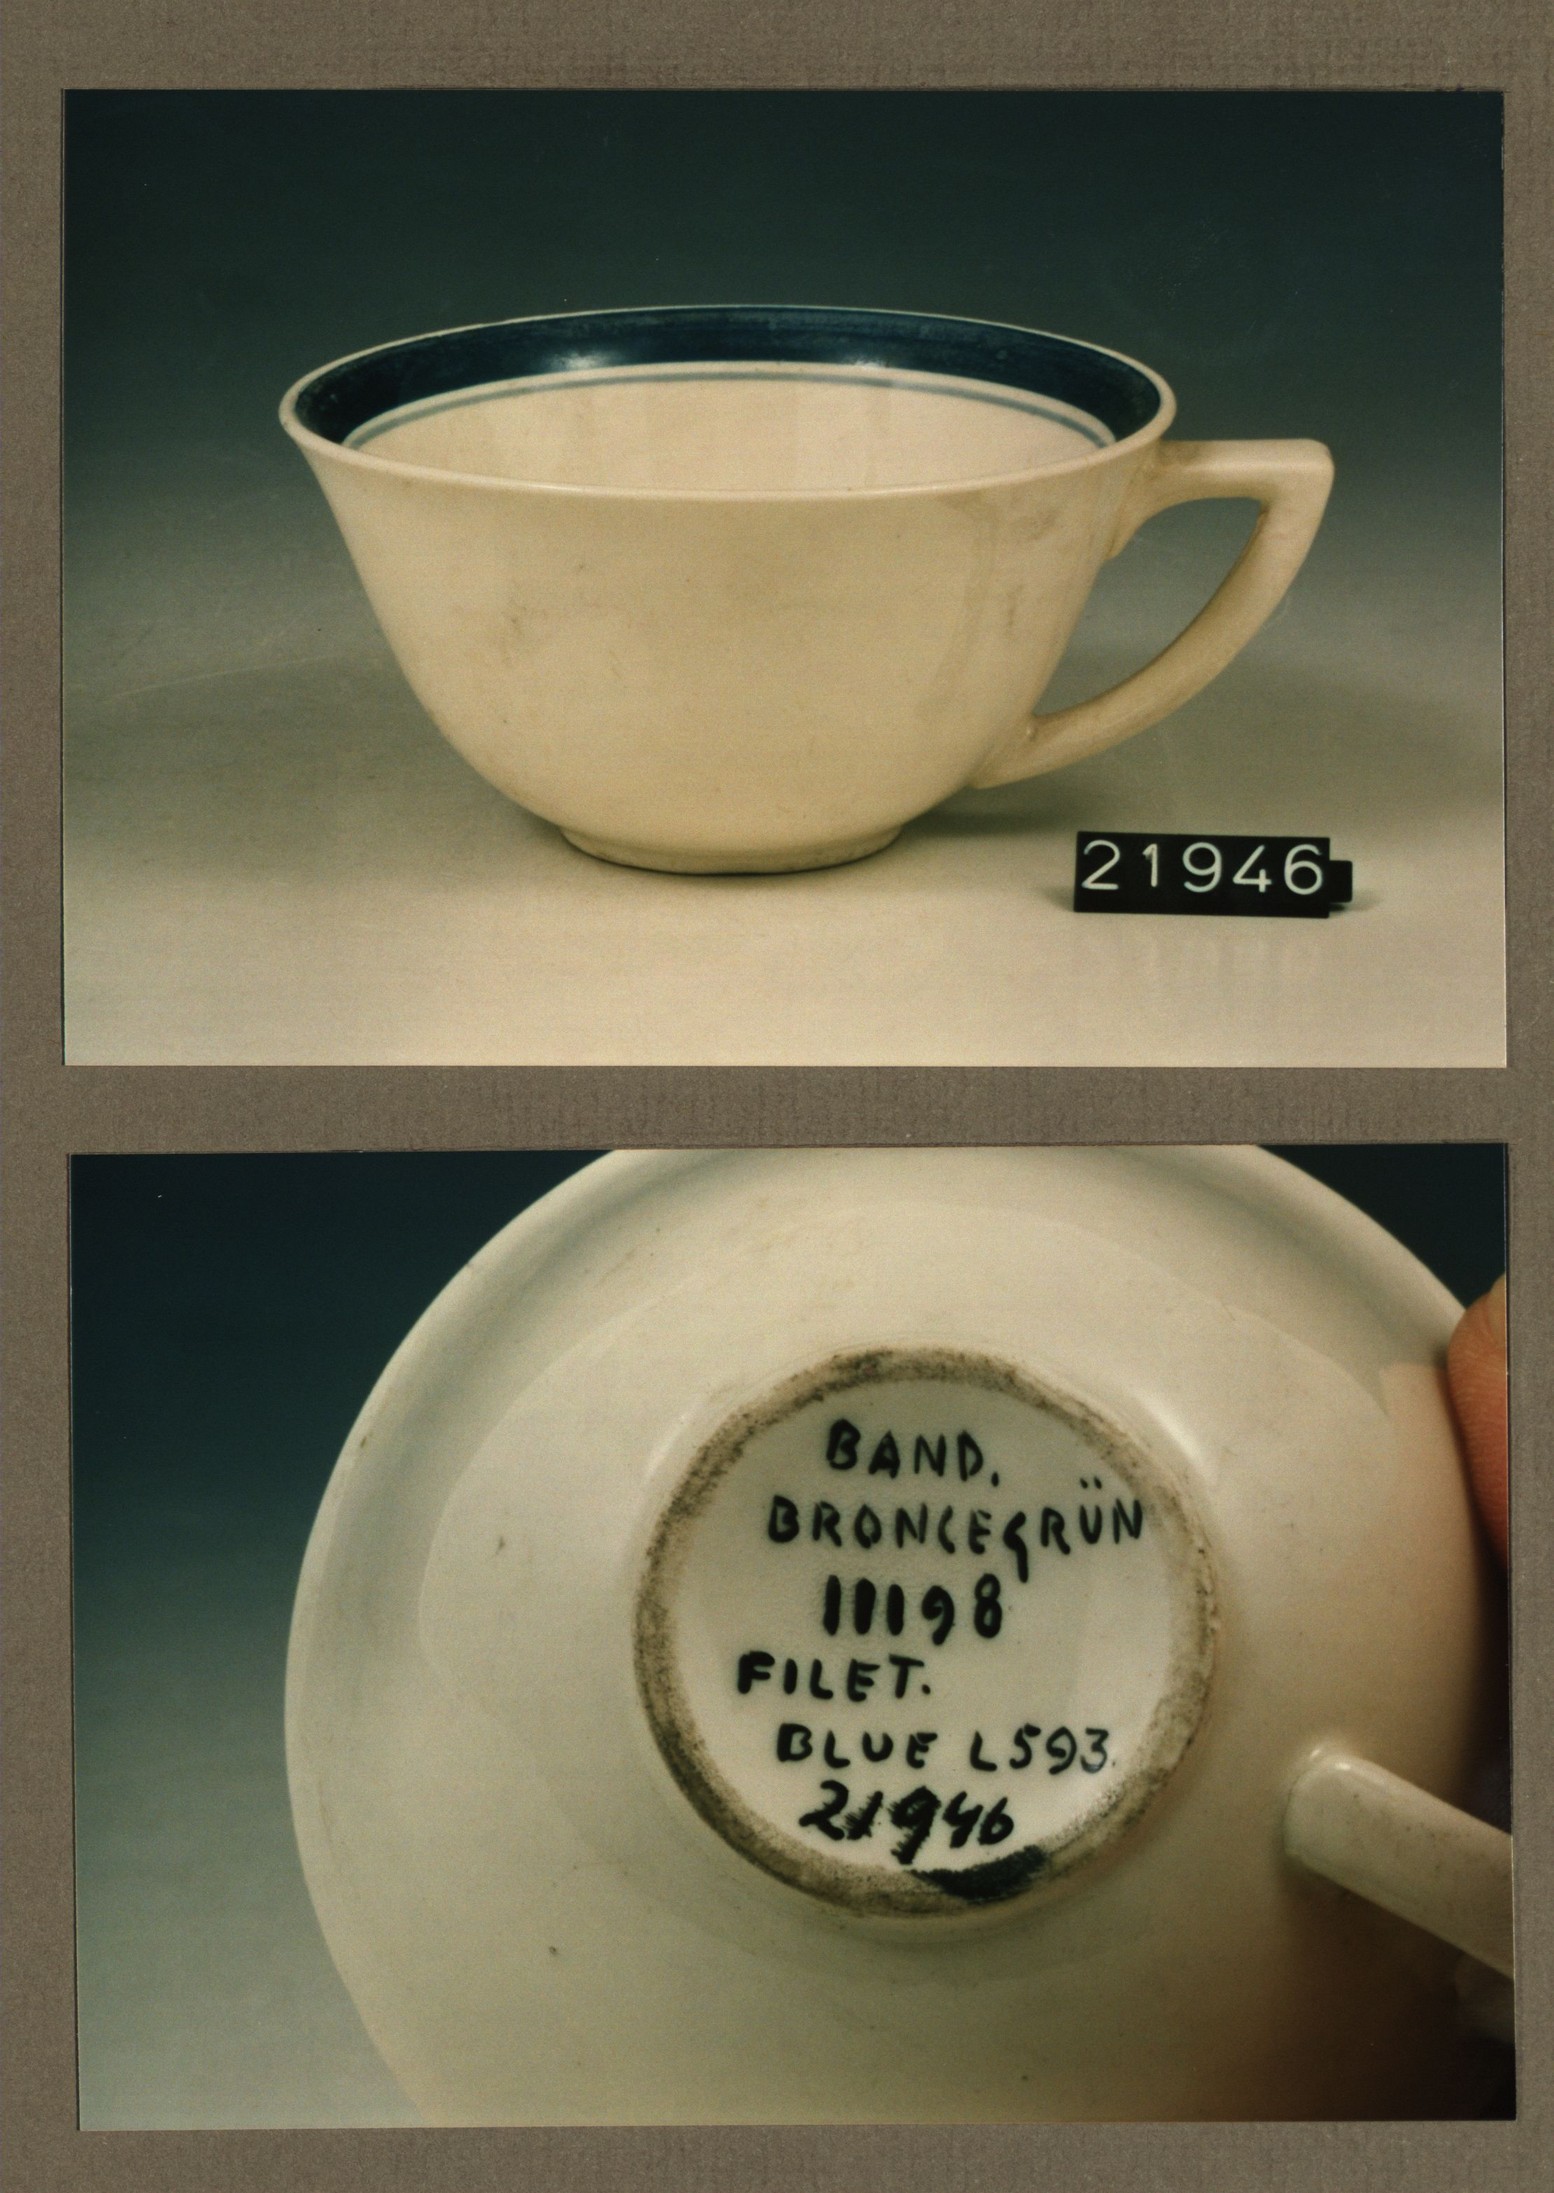 21946
BAND.
BRONCEGRÜN
11198
FILET.
BLUE L593.
21946